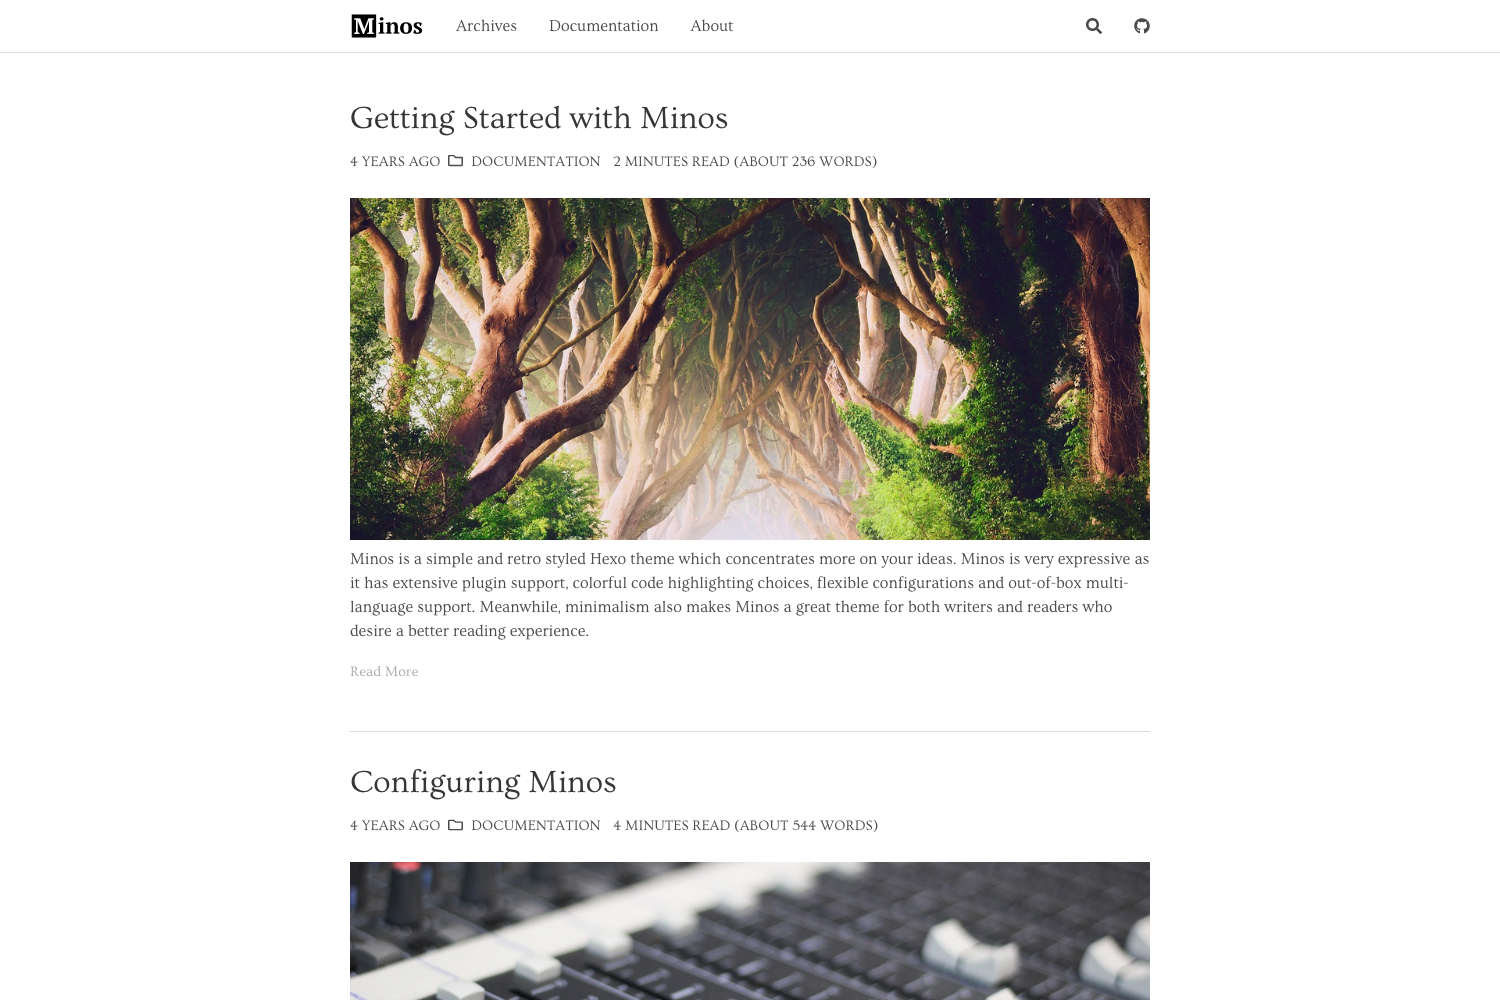 Minos Archives Documentation About
Getting Started with Minos
4 YEARS AGO DOCUMENTATION 2 MINUTES READ (ABOUT 236 WORDS)
Minos is a simple and retro styled Hexo theme which concentrates more on your ideas. Minos is very expressive as
it has extensive plugin support, colorful code highlighting choices, flexible configurations and out-of-box multi-
language support. Meanwhile, minimalism also makes Minos a great theme for both writers and readers who
desire a better reading experience.
Read More
Configuring Minos
4 YEARS AGO DOCUMENTATION 4 MINUTES READ (ABOUT 544 WORDS)